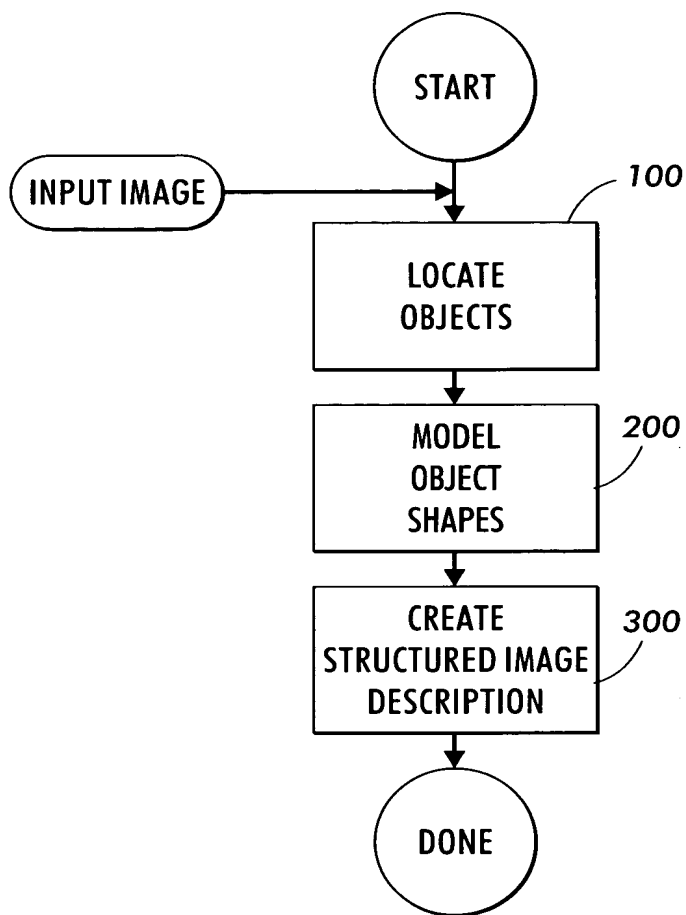 START
INPUT IMAGE
100
LOCATE
OBJECTS
200
MODEL
OBJECT
SHAPES
300
CREATE
STRUCTURED IMAGE
DESCRIPTION
DONE